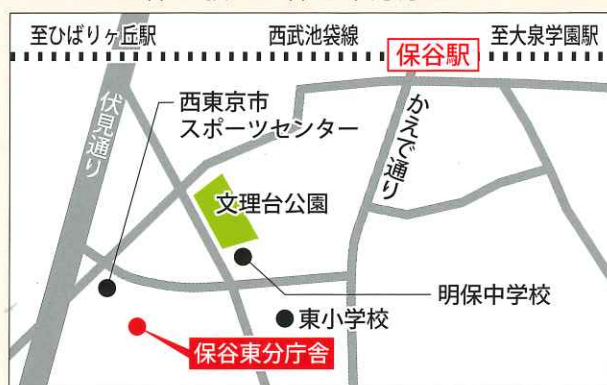 至ひばりヶ丘駅
西武池袋線
保谷駅
至大泉学園駅
伏見通り
西東京市
スポーツセンター
かえで通り
文理台公園
明保中学校
東小学校
保谷東分庁舎